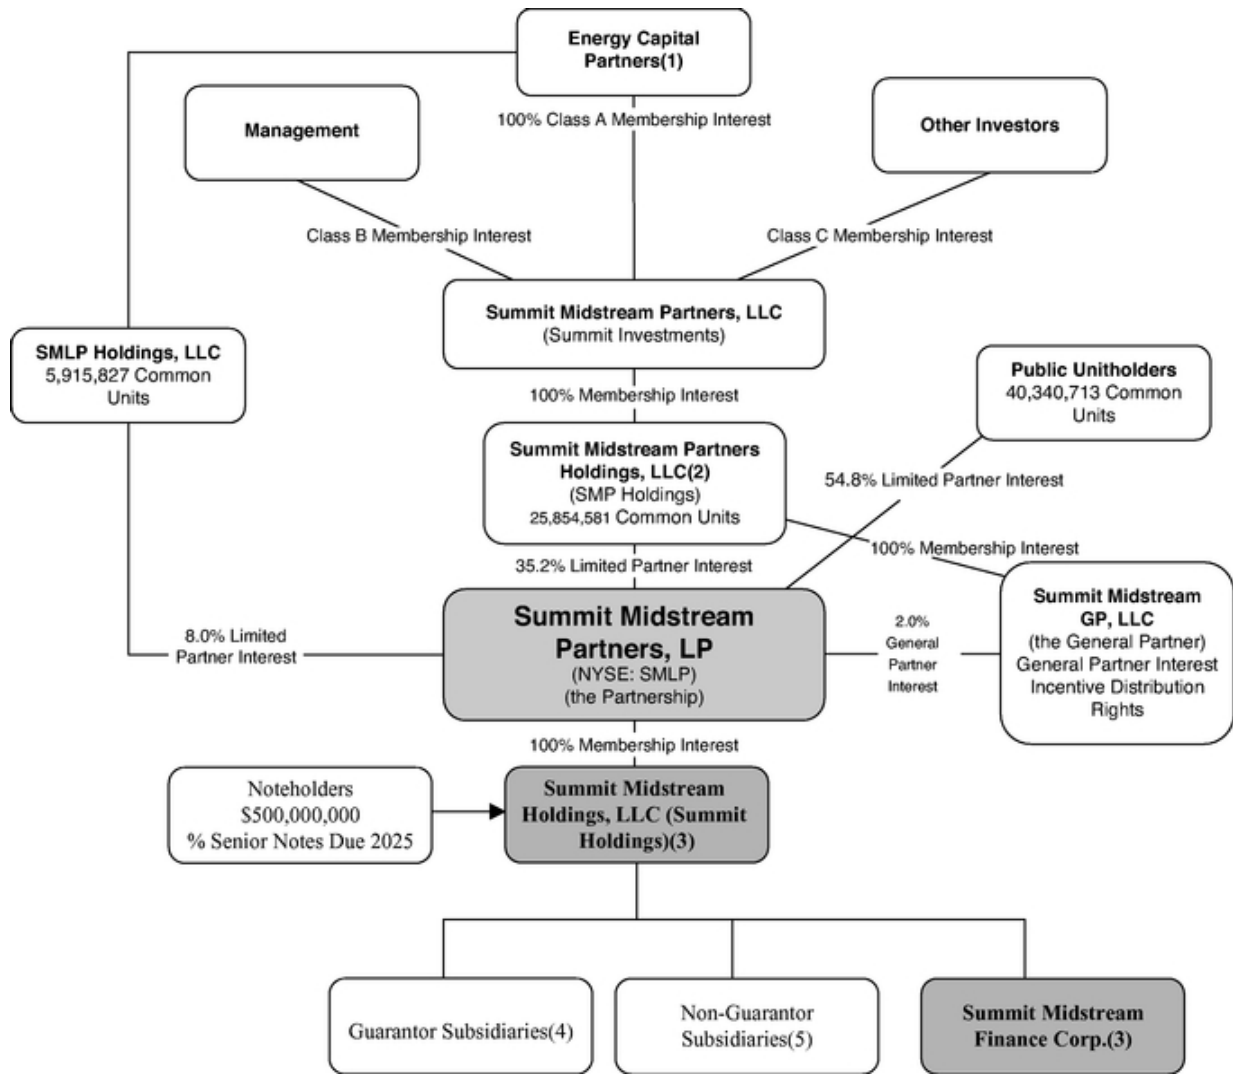 Energy Capital
Partners(1)
Management
100% Class A Membership Interest
Other Investors
Class B Membership Interest
Class C Membership Interest
Summit Midstream Partners, LLC
(Summit Investments)
SMLP Holdings, LLC
5,915,827 Common
Units
Public Unitholders
40,340,713 Common
Units
100% Membership Interest
Summit Midstream Partners
Holdings, LLC(2)
(SMP Holdings)
25,854,581 Common Units
54.8% Limited Partner Interest
100% Membership Interest
35.2% Limited Partner Interest
Summit Midstream
Partners, LP
(NYSE: SMLP)
(the Partnership)
8.0% Limited
Partner Interest
2.0%
General
Partner
Interest
Summit Midstream
GP, LLC
(the General Partner)
General Partner Interest
Incentive Distribution
Rights
100% Membership Interest
Noteholders
$500,000,000
% Senior Notes Due 2025
Summit Midstream
Holdings, LLC (Summit
Holdings)(3)
Guarantor Subsidiaries(4)
Non-Guarantor
Subsidiaries(5)
Summit Midstream
Finance Corp.(3)